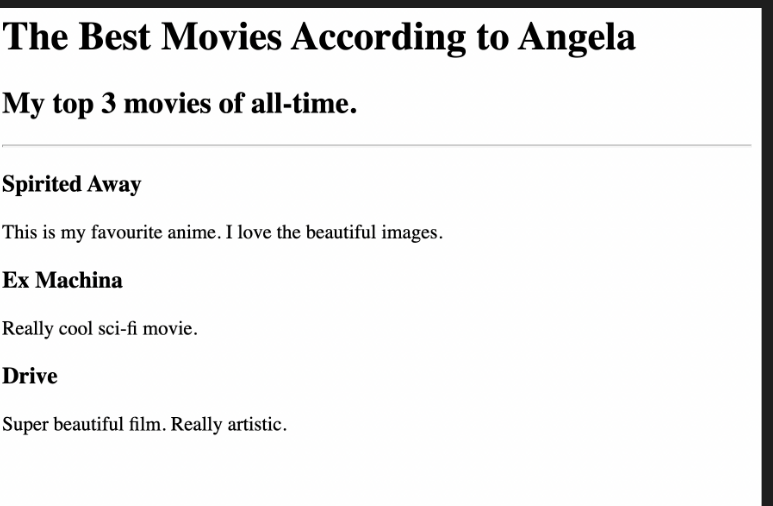 The Best Movies According to Angela
My top 3 movies of all-time.
Spirited Away
This is my favourite anime. I love the beautiful images.
Ex Machina
Really cool sci-fi movie.
Drive
Super beautiful film. Really artistic.